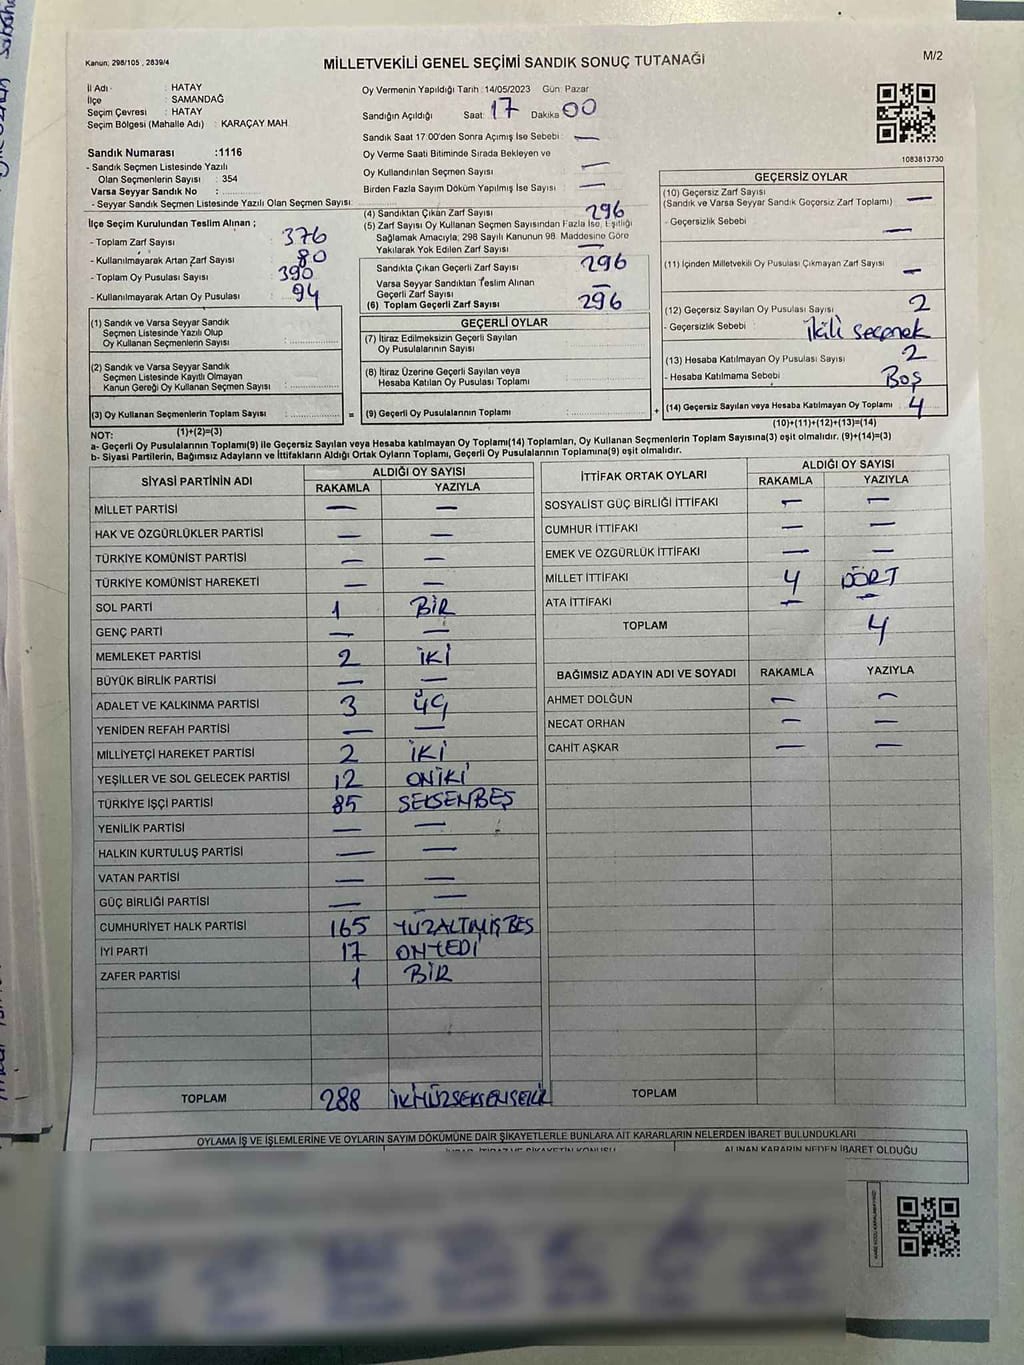 Kanun; 298/105 , 2839/4
MİLLETVEKİLİ GENEL SEÇİMİ SANDIK SONUÇ TUTANAĞI
M/2
İl Adı : HATAY
İlçe : SAMANDAĞ
Seçim Çevresi : HATAY
Seçim Bölgesi (Mahalle Adı) : KARAÇAY MAH.
Sandık Numarası :1116
- Sandık Seçmen Listesinde Yazılı
Olan Seçmenlerin Sayısı : 354
Varsa Seyyar Sandık No :
- Seyyar Sandık Seçmen Listesinde Yazılı Olan Seçmen Sayısı:
Oy Vermenin Yapıldığı Tarih : 14/05/2023 Gün: Pazar
Sandığın Açıldığı Saat: 17 Dakika 00
Sandık Saat 17.00'den Sonra Açımış İse Sebebi : —
Oy Verme Saati Bitiminde Sırada Bekleyen ve
Oy Kullandırılan Seçmen Sayısı : —
Birden Fazla Sayım Döküm Yapılmış İse Sayısı : —
1083813730
İlçe Seçim Kurulundan Teslim Alınan ;
- Toplam Zarf Sayısı : 376
- Kullanılmayarak Artan Zarf Sayısı : 80
- Toplam Oy Pusulası Sayısı : 390
- Kullanılmayarak Artan Oy Pusulası : 94
(4) Sandıktan Çıkan Zarf Sayısı : 296
(5) Zarf Sayısı Oy Kullanan Seçmen Sayısından Fazla İse, Eşitliği
Sağlamak Amacıyla; 298 Sayılı Kanunun 98. Maddesine Göre
Yakılarak Yok Edilen Zarf Sayısı : —
Sandıkta Çıkan Geçerli Zarf Sayısı : 296
Varsa Seyyar Sandıktan Teslim Alınan
Geçerli Zarf Sayısı : —
(6) Toplam Geçerli Zarf Sayısı : 296
GEÇERSİZ OYLAR
(10) Geçersiz Zarf Sayısı
(Sandık ve Varsa Seyyar Sandık Geçersiz Zarf Toplamı) : —
- Geçersizlik Sebebi : —
(11) İçinden Milletvekili Oy Pusulası Çıkmayan Zarf Sayısı : —
(12) Geçersiz Sayılan Oy Pusulası Sayısı : 2
- Geçersizlik Sebebi : İkili seçenek
(13) Hesaba Katılmayan Oy Pusulası Sayısı : 2
- Hesaba Katılmama Sebebi : Boş
(14) Geçersiz Sayılan veya Hesaba Katılmayan Oy Toplamı : 4
(10)+(11)+(12)+(13)=(14)
(1) Sandık ve Varsa Seyyar Sandık
Seçmen Listesinde Yazılı Olup
Oy Kullanan Seçmenlerin Sayısı :
(2) Sandık ve Varsa Seyyar Sandık
Seçmen Listesinde Kayıtlı Olmayan
Kanun Gereği Oy Kullanan Seçmen Sayısı :
(3) Oy Kullanan Seçmenlerin Toplam Sayısı : =
(1)+(2)=(3)
GEÇERLİ OYLAR
(7) İtiraz Edilmeksizin Geçerli Sayılan
Oy Pusulalarının Sayısı :
(8) İtiraz Üzerine Geçerli Sayılan veya
Hesaba Katılan Oy Pusulası Toplamı :
(9) Geçerli Oy Pusulalarının Toplamı : +
NOT:
a- Geçerli Oy Pusulalarının Toplamı(9) ile Geçersiz Sayılan veya Hesaba katılmayan Oy Toplamı(14) Toplamları, Oy Kullanan Seçmenlerin Toplam Sayısına(3) eşit olmalıdır. (9)+(14)=(3)
b- Siyasi Partilerin, Bağımsız Adayların ve İttifakların Aldığı Ortak Oyların Toplamı, Geçerli Oy Pusulalarının Toplamına(9) eşit olmalıdır.
SİYASİ PARTİNİN ADI ALDIĞI OY SAYISI
RAKAMLA YAZIYLA
MİLLET PARTİSİ — —
HAK VE ÖZGÜRLÜKLER PARTİSİ — —
TÜRKİYE KOMÜNİST PARTİSİ — —
TÜRKİYE KOMÜNİST HAREKETİ — —
SOL PARTİ 1 BİR
GENÇ PARTİ — —
MEMLEKET PARTİSİ 2 İKİ
BÜYÜK BİRLİK PARTİSİ — —
ADALET VE KALKINMA PARTİSİ 3 üç
YENİDEN REFAH PARTİSİ — —
MİLLİYETÇİ HAREKET PARTİSİ 2 İKİ
YEŞİLLER VE SOL GELECEK PARTİSİ 12 ONİKİ
TÜRKİYE İŞÇİ PARTİSİ 85 SEKSENBEŞ
YENİLİK PARTİSİ — —
HALKIN KURTULUŞ PARTİSİ — —
VATAN PARTİSİ — —
GÜÇ BİRLİĞİ PARTİSİ — —
CUMHURİYET HALK PARTİSİ 165 YÜZALTMIŞBEŞ
İYİ PARTİ 17 ONYEDİ
ZAFER PARTİSİ 1 BİR
TOPLAM 288 İKİYÜZSEKSENSEKİZ
İTTİFAK ORTAK OYLARI ALDIĞI OY SAYISI
RAKAMLA YAZIYLA
SOSYALİST GÜÇ BİRLİĞİ İTTİFAKI — —
CUMHUR İTTİFAKI — —
EMEK VE ÖZGÜRLÜK İTTİFAKI — —
MİLLET İTTİFAKI 4 DÖRT
ATA İTTİFAKI — —
TOPLAM 4
BAĞIMSIZ ADAYIN ADI VE SOYADI RAKAMLA YAZIYLA
AHMET DOLĞUN — —
NECAT ORHAN — —
CAHİT AŞKAR — —
TOPLAM
OYLAMA İŞ VE İŞLEMLERİNE VE OYLARIN SAYIM DÖKÜMÜNE DAİR ŞİKAYETLERLE BUNLARA AİT KARARLARIN NELERDEN İBARET BULUNDUKLARI
ALINAN KARARIN NEDEN İBARET OLDUĞU